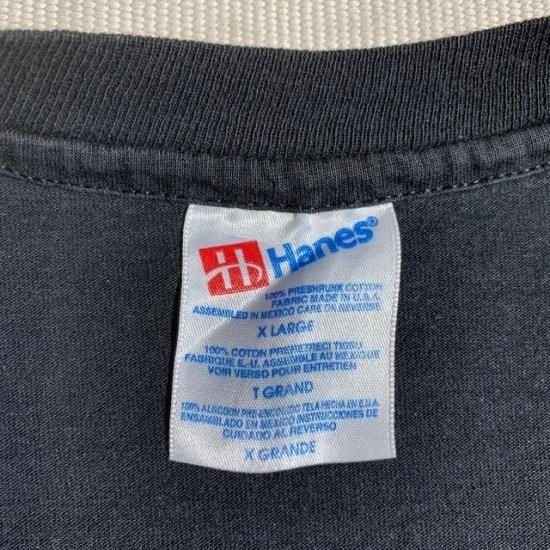 H Hanes®
100% PRESHRUNK COTTON
FABRIC MADE IN U.S.A.
ASSEMBLED IN MEXICO CARE ON REVERSE
X LARGE
100% COTON PRERETRECI TISSU
FABRIQUE E.-U. ASSEMBLE AU MEXIQUE
VOIR VERSO POUR ENTRETIEN
T GRAND
100% ALGODON PRE-ENCOGIDO TELA HECHA EN E.U.A.
ENSAMBLADO EN MEXICO INSTRUCCIONES DE
CUIDADO AL REVERSO
X GRANDE